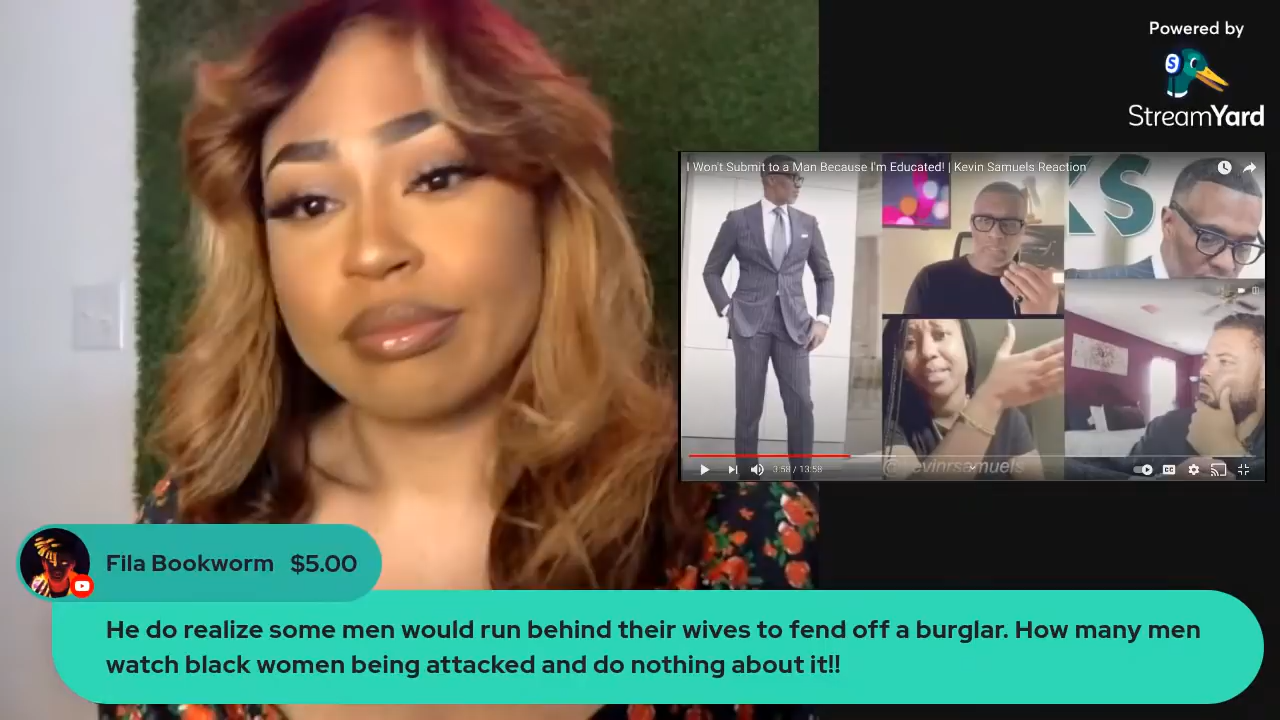 Powered by
StreamYard
I Won't Submit to a Man Because I'm Educated! | Kevin Samuels Reaction
KS
@kevinrsamuels
3:58 / 13:58
CC
Fila Bookworm $5.00
He do realize some men would run behind their wives to fend off a burglar. How many men
watch black women being attacked and do nothing about it!!